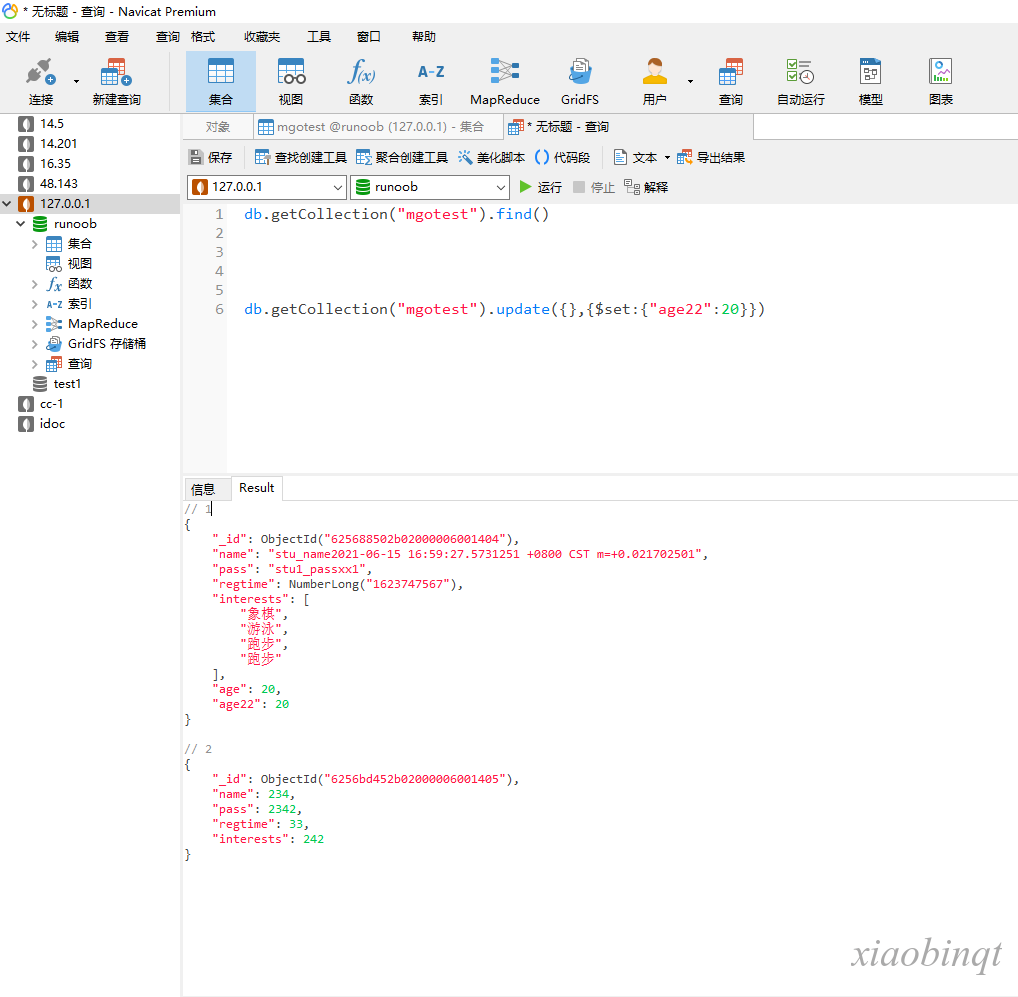 * 无标题 - 查询 - Navicat Premium
文件 编辑 查看 查询 格式 收藏夹 工具 窗口 帮助
连接 新建查询 集合 视图 函数 索引 MapReduce GridFS 用户 查询 自动运行 模型 图表
14.5
14.201
16.35
48.143
127.0.0.1
runoob
集合
视图
函数
索引
MapReduce
GridFS 存储桶
查询
test1
cc-1
idoc
对象 mgotest @runoob (127.0.0.1) - 集合 * 无标题 - 查询
保存 查找创建工具 聚合创建工具 美化脚本 () 代码段 文本 导出结果
127.0.0.1 runoob 运行 停止 解释
1 db.getCollection("mgotest").find()
2
3
4
5
6 db.getCollection("mgotest").update({},{$set:{"age22":20}})
信息 Result
// 1
{
"_id": ObjectId("625688502b02000006001404"),
"name": "stu_name2021-06-15 16:59:27.5731251 +0800 CST m=+0.021702501",
"pass": "stu1_passxx1",
"regtime": NumberLong("1623747567"),
"interests": [
"象棋",
"游泳",
"跑步",
"跑步"
],
"age": 20,
"age22": 20
}
// 2
{
"_id": ObjectId("6256bd452b02000006001405"),
"name": 234,
"pass": 2342,
"regtime": 33,
"interests": 242
}
xiaobinqt